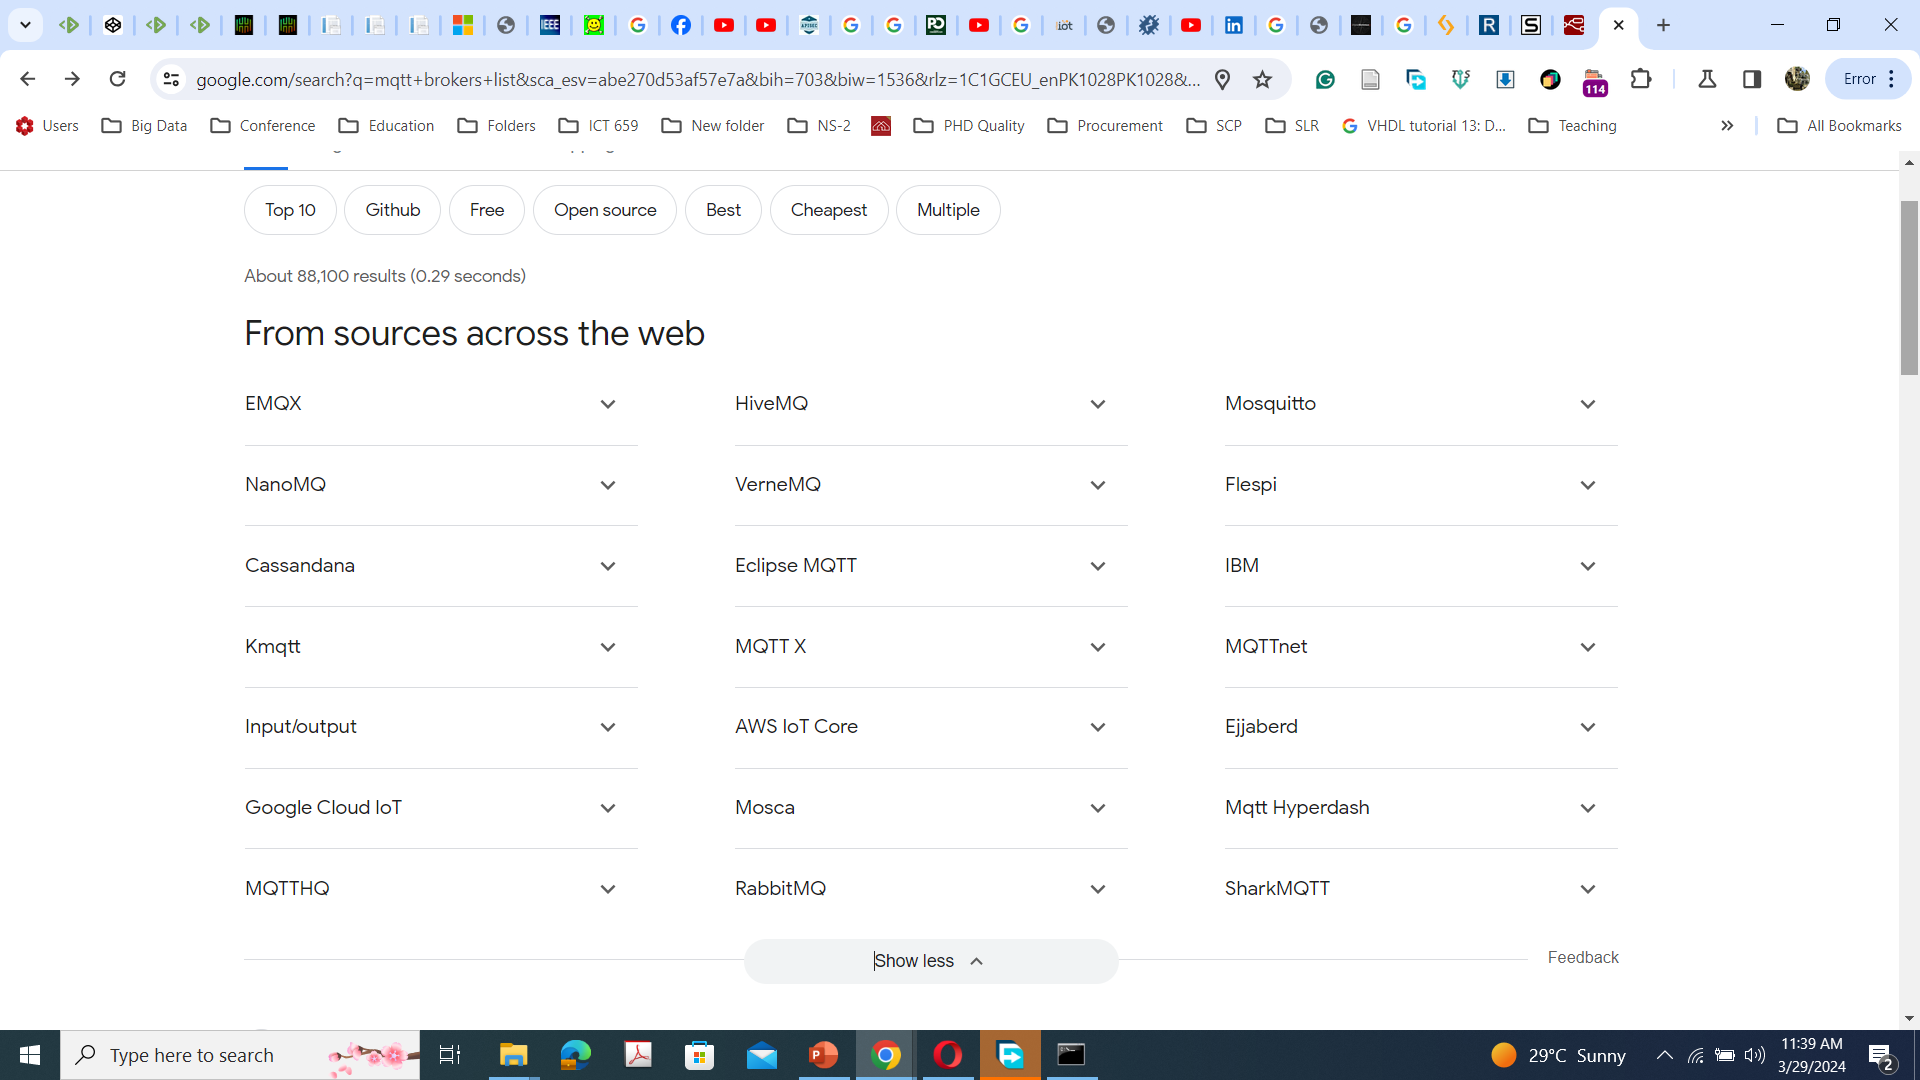 IEEE
iot
google.com/search?q=mqtt+brokers+list&sca_esv=abe270d53af57e7a&bih=703&biw=1536&rlz=1C1GCEU_enPK1028PK1028&...
114
Error
Users Big Data Conference Education Folders ICT 659 New folder NS-2 PHD Quality Procurement SCP SLR VHDL tutorial 13: D... Teaching » All Bookmarks
Top 10 Github Free Open source Best Cheapest Multiple
About 88,100 results (0.29 seconds)
From sources across the web
EMQX HiveMQ Mosquitto
NanoMQ VerneMQ Flespi
Cassandana Eclipse MQTT IBM
Kmqtt MQTT X MQTTnet
Input/output AWS IoT Core Ejjaberd
Google Cloud IoT Mosca Mqtt Hyperdash
MQTTHQ RabbitMQ SharkMQTT
Show less
Feedback
Type here to search
29°C Sunny
11:39 AM
3/29/2024
2